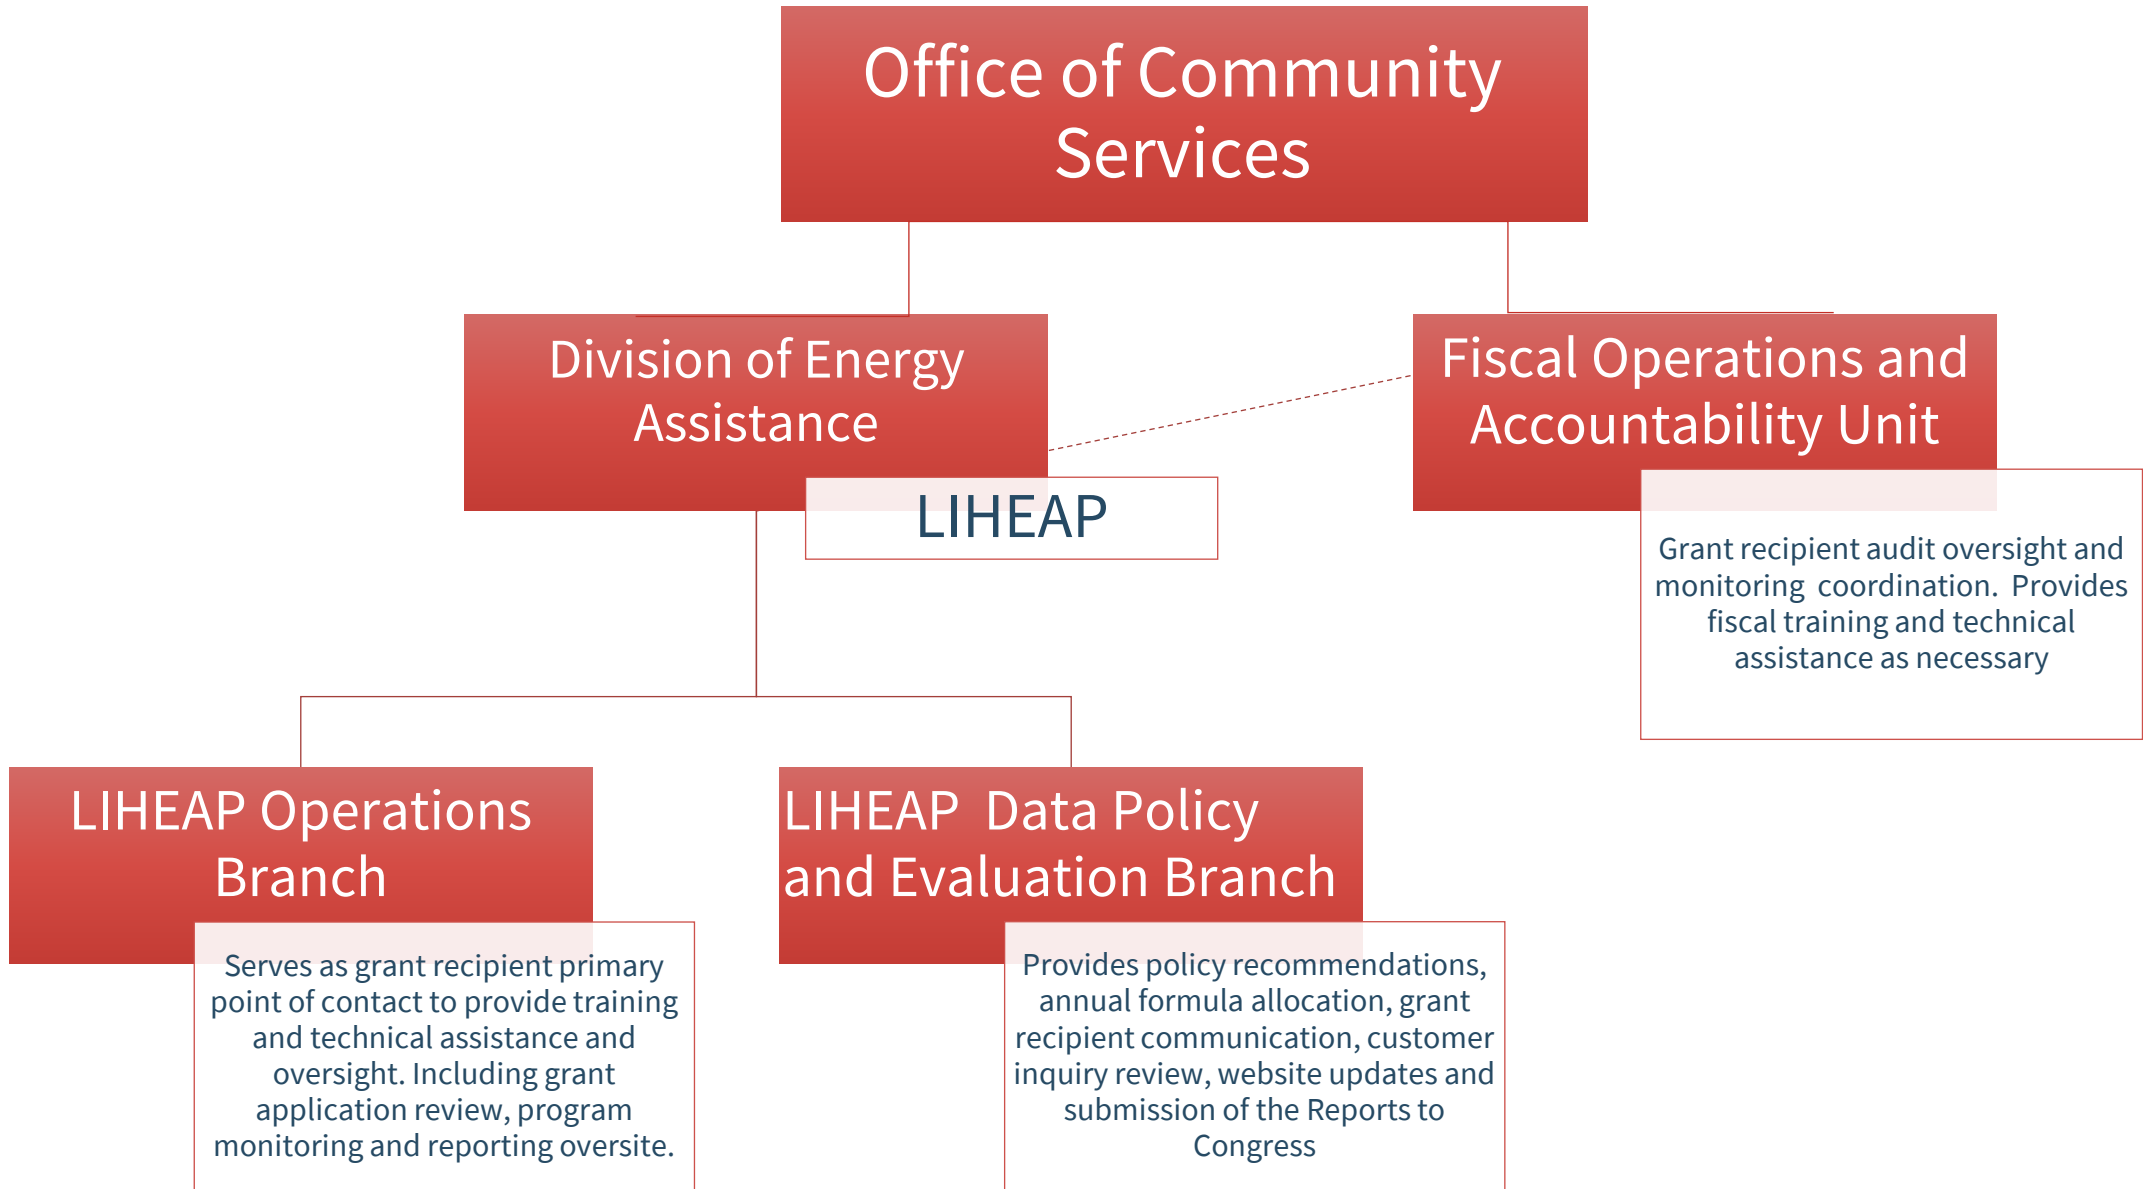 Office of Community
Services
Division of Energy
Assistance
LIHEAP
Fiscal Operations and
Accountability Unit
Grant recipient audit oversight and
monitoring  coordination.  Provides
fiscal training and technical
assistance as necessary
LIHEAP Operations
Branch
Serves as grant recipient primary
point of contact to provide training
and technical assistance and
oversight. Including grant
application review, program
monitoring and reporting oversite.
LIHEAP  Data Policy
and Evaluation Branch
Provides policy recommendations,
annual formula allocation, grant
recipient communication, customer
inquiry review, website updates and
submission of the Reports to
Congress